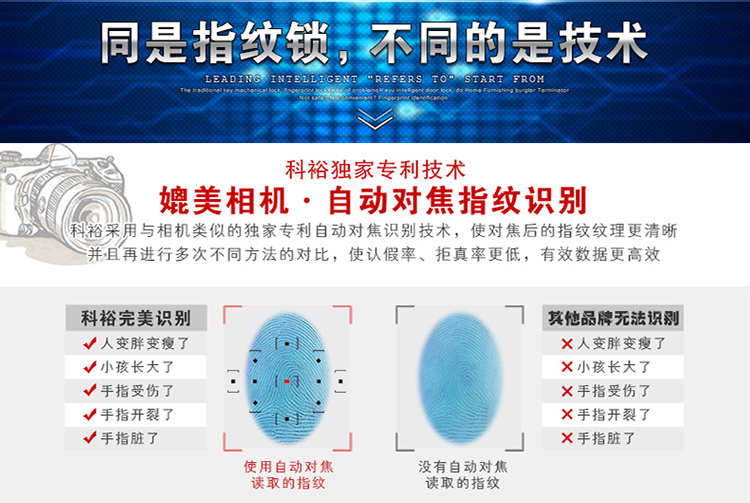 同是指纹锁，不同的是技术
LEADING INTELLIGENT "REFERS TO" START FROM
The traditional key mechanical lock, fingerprint lock a lot of problems!Keyu intelligent door lock, do Home Furnishing burglar Terminator
Not safe? Not convenient? Fingerprint identification
科裕独家专利技术
媲美相机·自动对焦指纹识别
科裕采用与相机类似的独家专利自动对焦识别技术，使对焦后的指纹纹理更清晰
并且再进行多次不同方法的对比，使认假率、拒真率更低，有效数据更高效
科裕完美识别
人变胖变瘦了
小孩长大了
手指受伤了
手指开裂了
手指脏了
使用自动对焦
读取的指纹
没有自动对焦
读取的指纹
其他品牌无法识别
人变胖变瘦了
小孩长大了
手指受伤了
手指开裂了
手指脏了